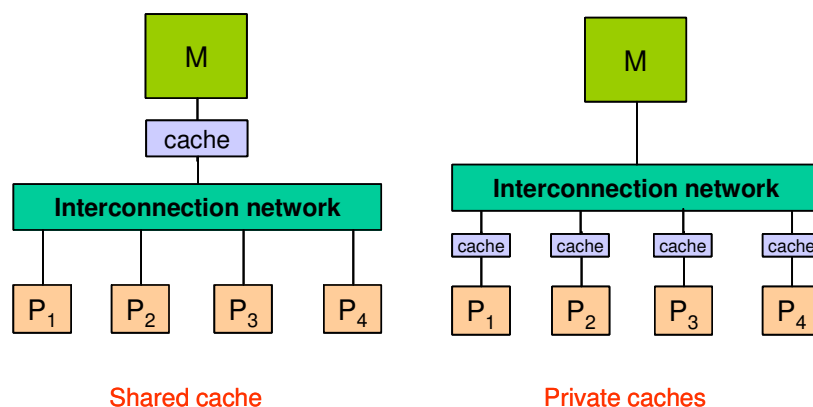 M
cache
Interconnection network
P1 P2 P3 P4
Shared cache
M
Interconnection network
cache cache cache cache
P1 P2 P3 P4
Private caches